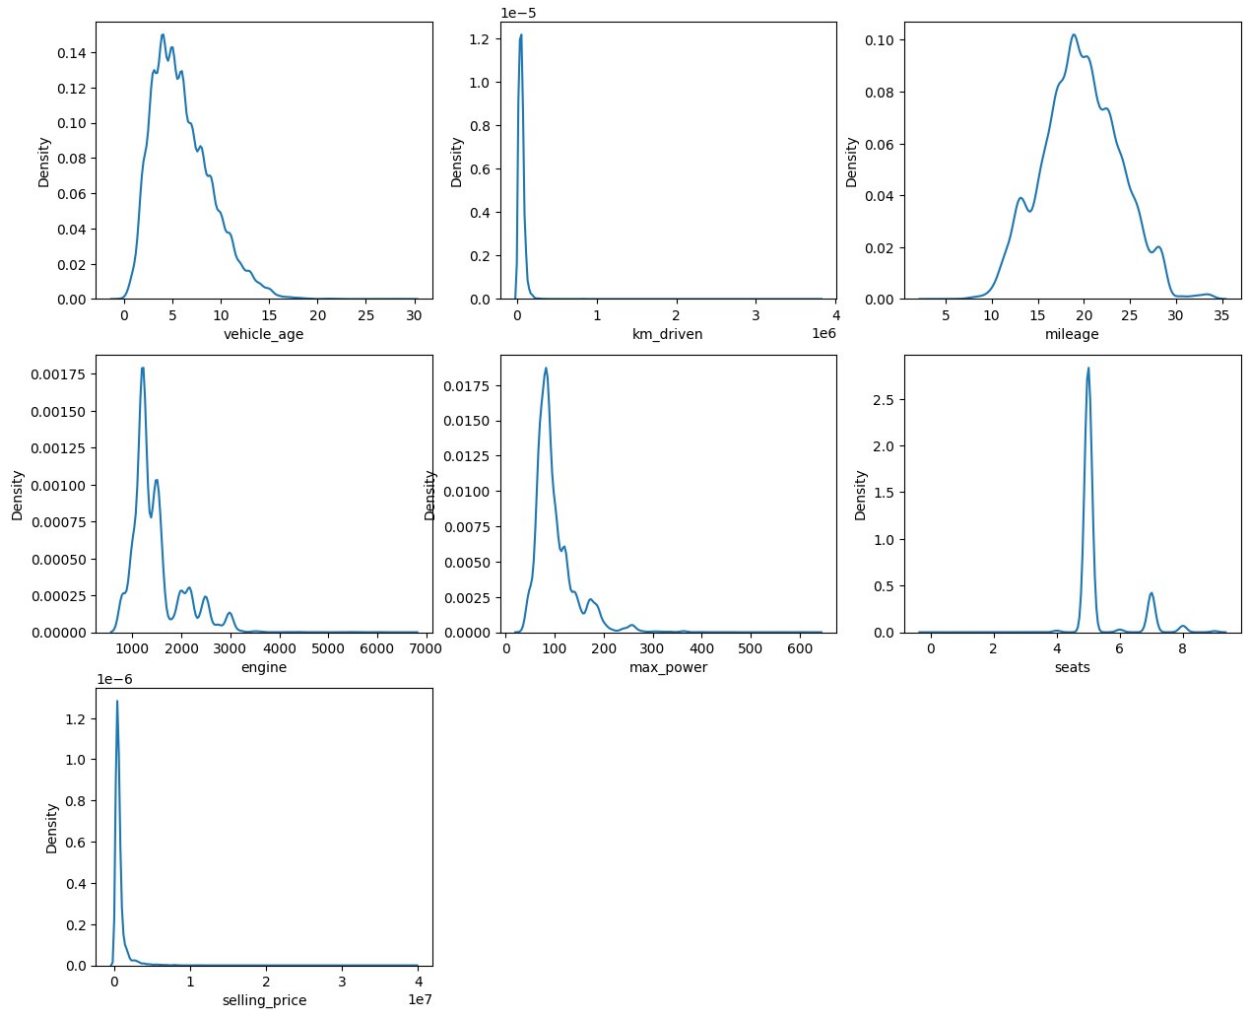 1e−5
0.14
0.12
0.10
0.08
0.06
0.04
0.02
0.00
Density
0 5 10 15 20 25 30
vehicle_age
1.2
1.0
0.8
0.6
0.4
0.2
0.0
Density
0 1 2 3 4
1e6
km_driven
0.10
0.08
0.06
0.04
0.02
0.00
Density
5 10 15 20 25 30 35
mileage
0.00175
0.00150
0.00125
0.00100
0.00075
0.00050
0.00025
0.00000
Density
1000 2000 3000 4000 5000 6000 7000
engine
0.0175
0.0150
0.0125
0.0100
0.0075
0.0050
0.0025
0.0000
Density
0 100 200 300 400 500 600
max_power
2.5
2.0
1.5
1.0
0.5
0.0
Density
0 2 4 6 8
seats
1e−6
1.2
1.0
0.8
0.6
0.4
0.2
0.0
Density
0 1 2 3 4
1e7
selling_price